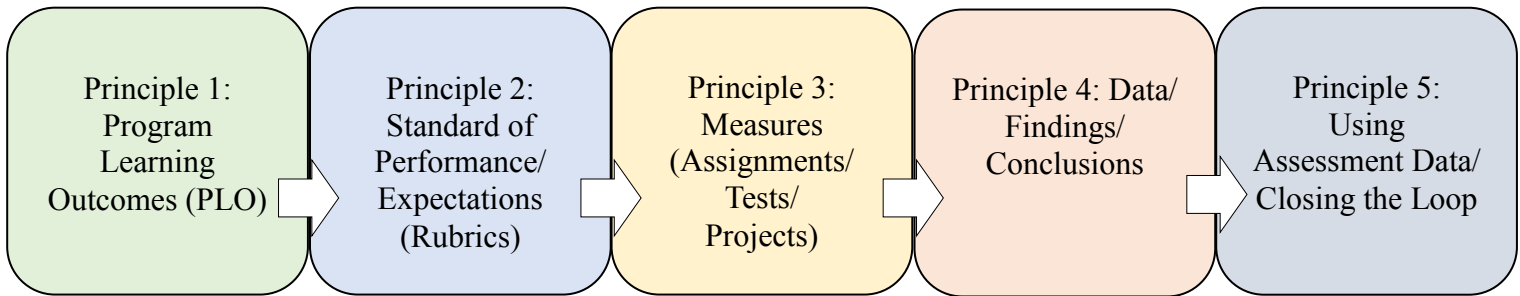 Principle 1:
Program
Learning
Outcomes (PLO)
Principle 2:
Standard of
Performance/
Expectations
(Rubrics)
Principle 3:
Measures
(Assignments/
Tests/
Projects)
Principle 4: Data/
Findings/
Conclusions
Principle 5:
Using
Assessment Data/
Closing the Loop